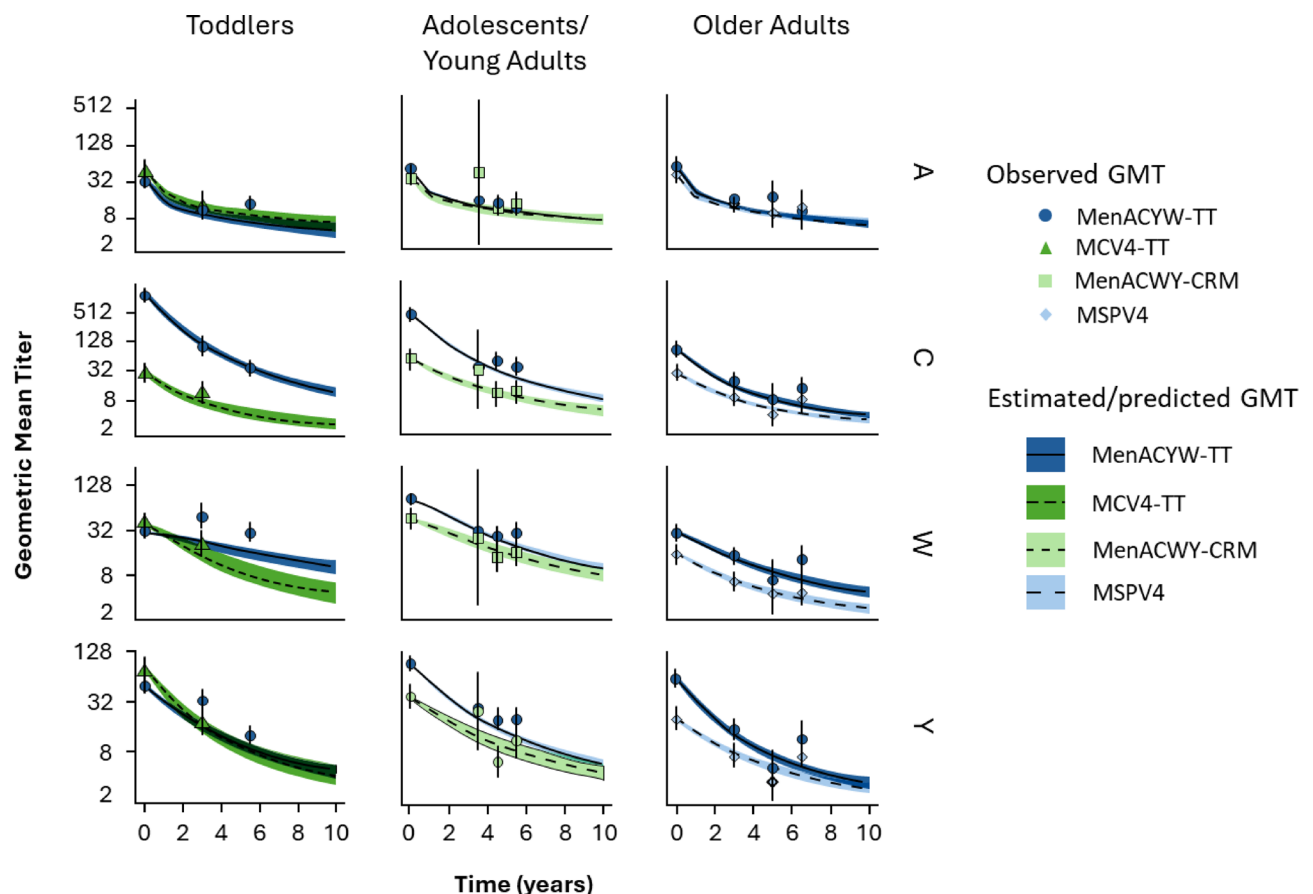 Toddlers
Adolescents/
Young Adults
Older Adults
512
128
32
8
2
A
512
128
32
8
2
C
128
32
8
2
W
128
32
8
2
Y
0 2 4 6 8 10
0 2 4 6 8 10
0 2 4 6 8 10
Geometric Mean Titer
Time (years)
Observed GMT
MenACYW-TT
MCV4-TT
MenACWY-CRM
MSPV4
Estimated/predicted GMT
MenACYW-TT
MCV4-TT
MenACWY-CRM
MSPV4